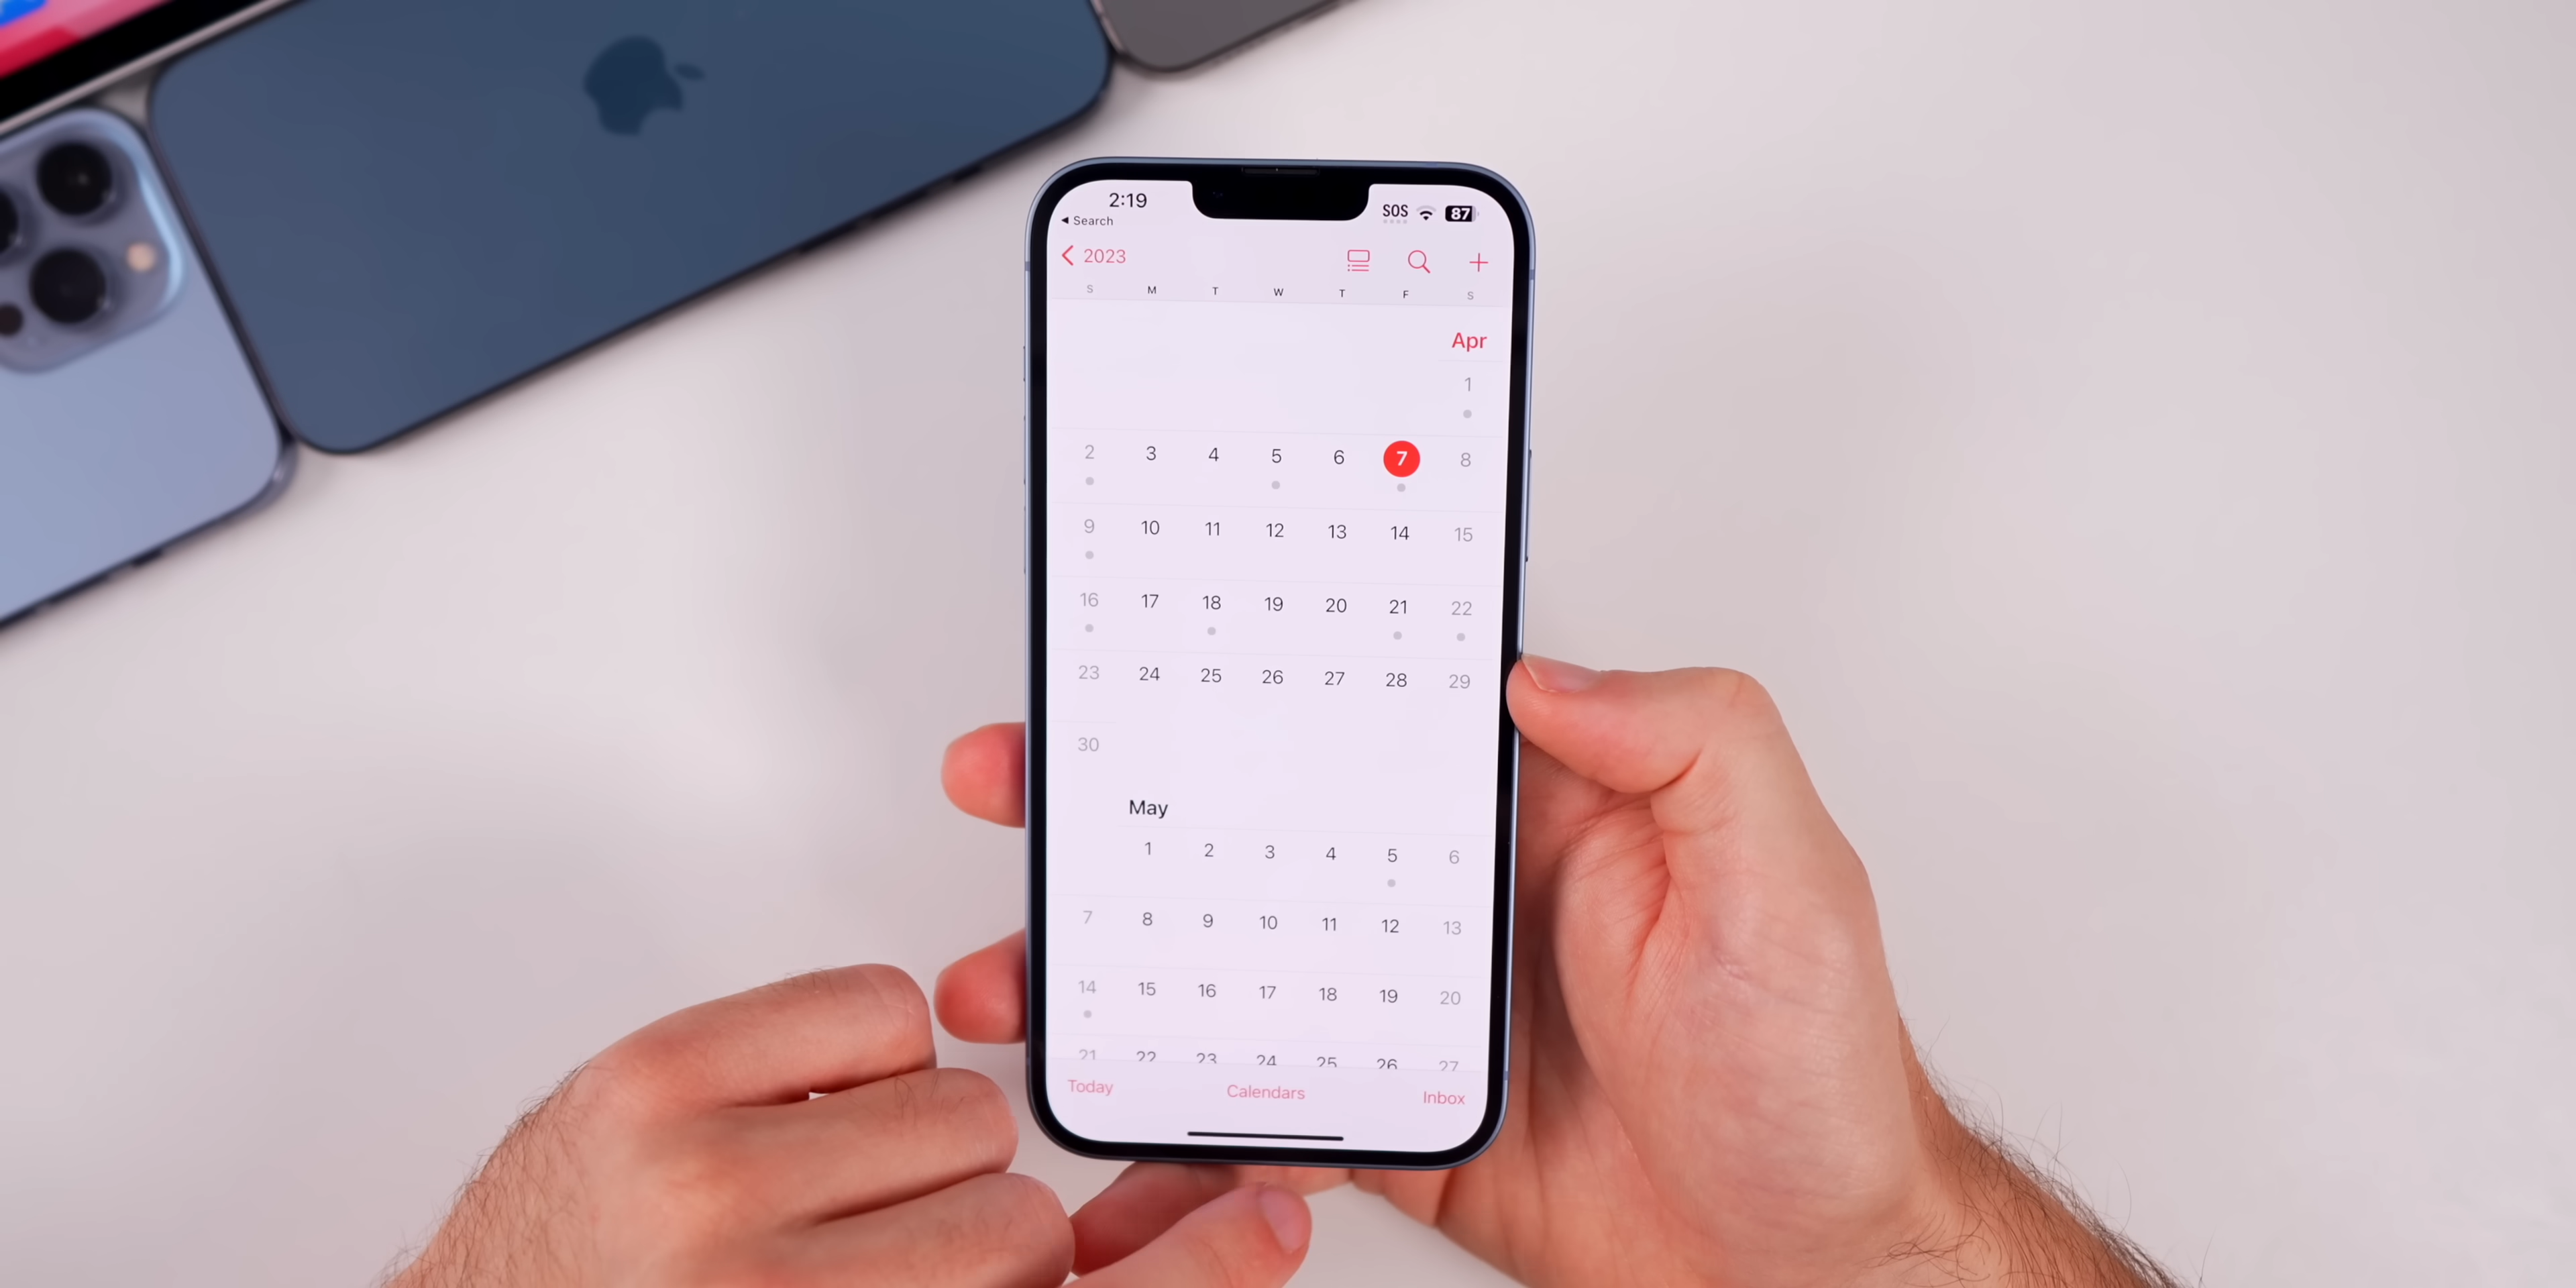 2:19 SOS 87
◀ Search
2023
S M T W T F S
Apr
1
2 3 4 5 6 7 8
9 10 11 12 13 14 15
16 17 18 19 20 21 22
23 24 25 26 27 28 29
30
May
1 2 3 4 5 6
7 8 9 10 11 12 13
14 15 16 17 18 19 20
21 22 23 24 25 26 27
Today Calendars Inbox